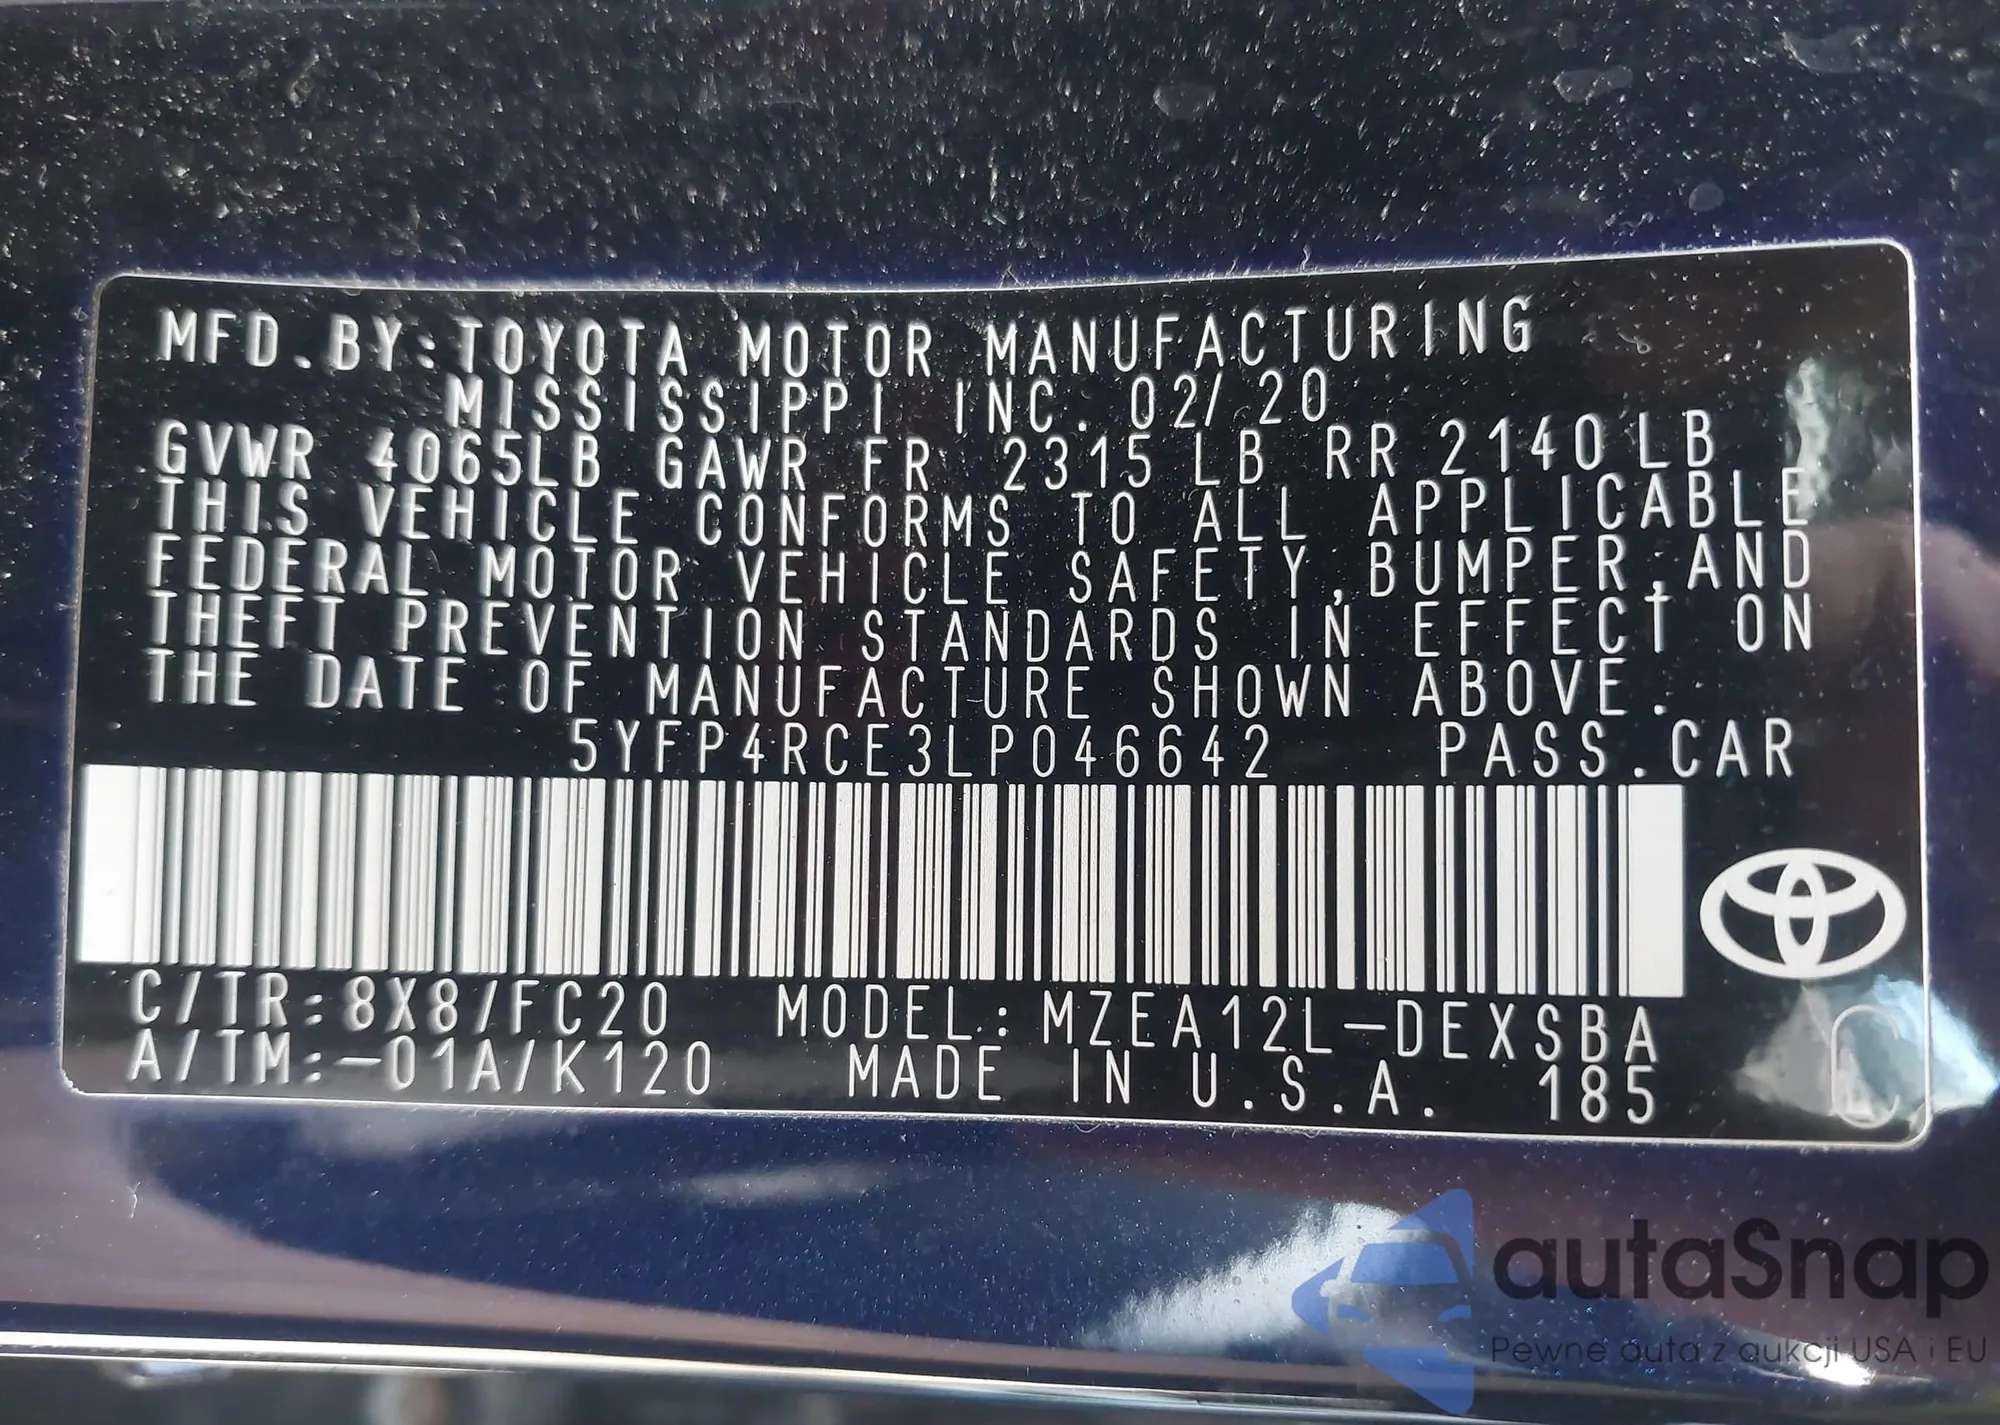 MFD.BY:TOYOTA MOTOR MANUFACTURING
MISSISSIPPI INC. 02/20
GVWR 4065LB GAWR FR 2315LB RR 2140LB
THIS VEHICLE CONFORMS TO ALL APPLICABLE
FEDERAL MOTOR VEHICLE SAFETY,BUMPER,AND
THEFT PREVENTION STANDARDS IN EFFECT ON
THE DATE OF MANUFACTURE SHOWN ABOVE.
5YFP4RCE3LP046642 PASS.CAR
C/TR:8X8/FC20 MODEL:MZEA12L-DEXSBA
A/TM:-01A/K120 MADE IN U.S.A. 185
autaSnap
Pewne auta z aukcji USA i EU